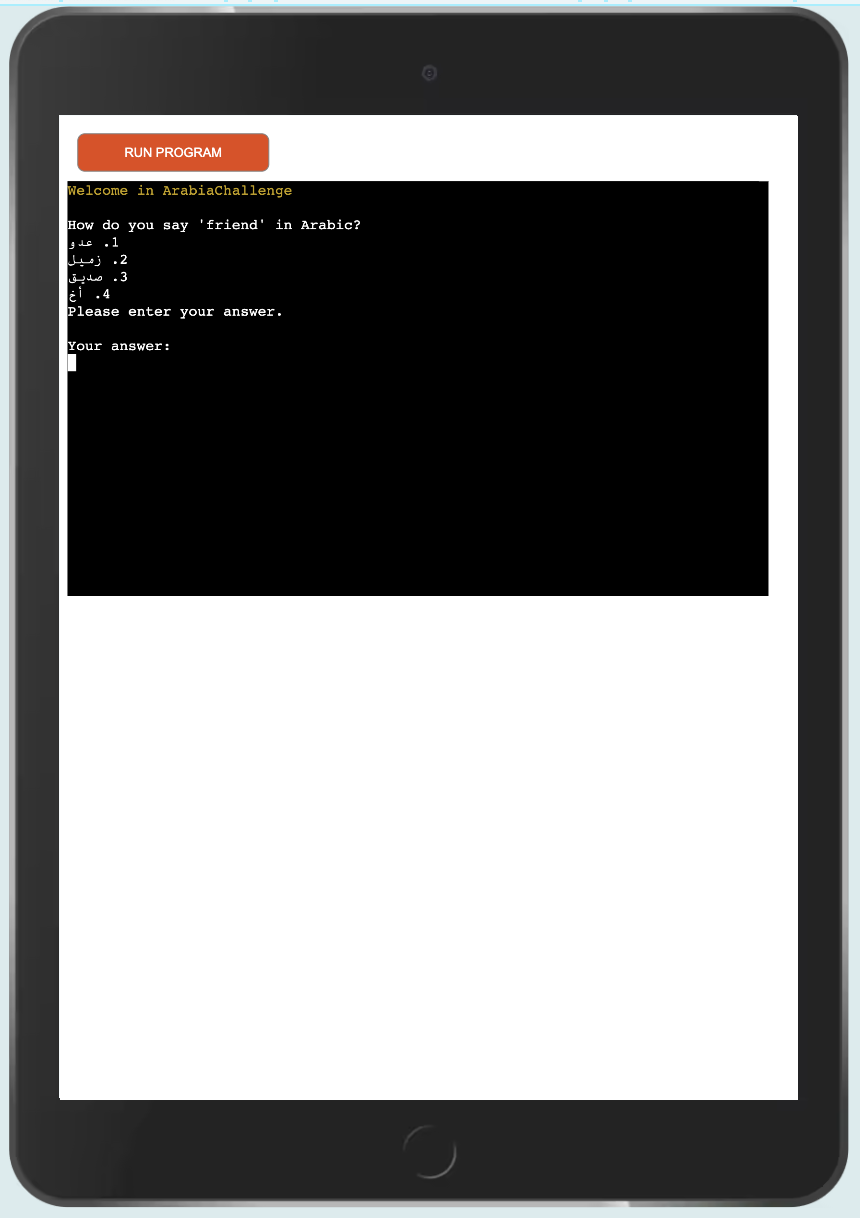 RUN PROGRAM
Welcome in ArabiaChallenge
How do you say 'friend' in Arabic?
1. عدو
2. زميل
3. صديق
4. أخ
Please enter your answer.
Your answer: